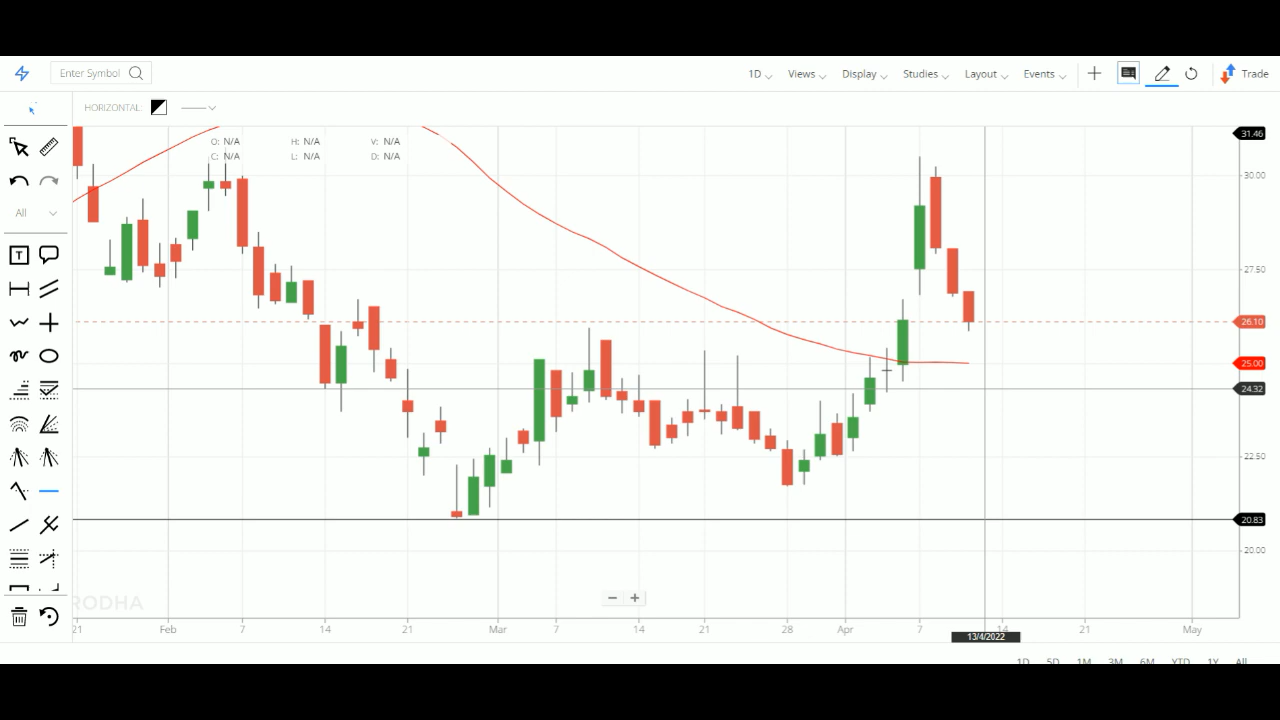 Enter Symbol 1D Views Display Studies Layout Events Trade
HORIZONTAL:
O: N/A H: N/A V: N/A
C: N/A L: N/A D: N/A
31.46
30.00
All
T
27.50
26.10
25.00
24.32
22.50
20.83
20.00
RODHA
21 Feb 7 14 21 Mar 7 14 21 28 Apr 7 14 21 May
13/4/2022
1D 5D 1M 3M 6M YTD 1Y All